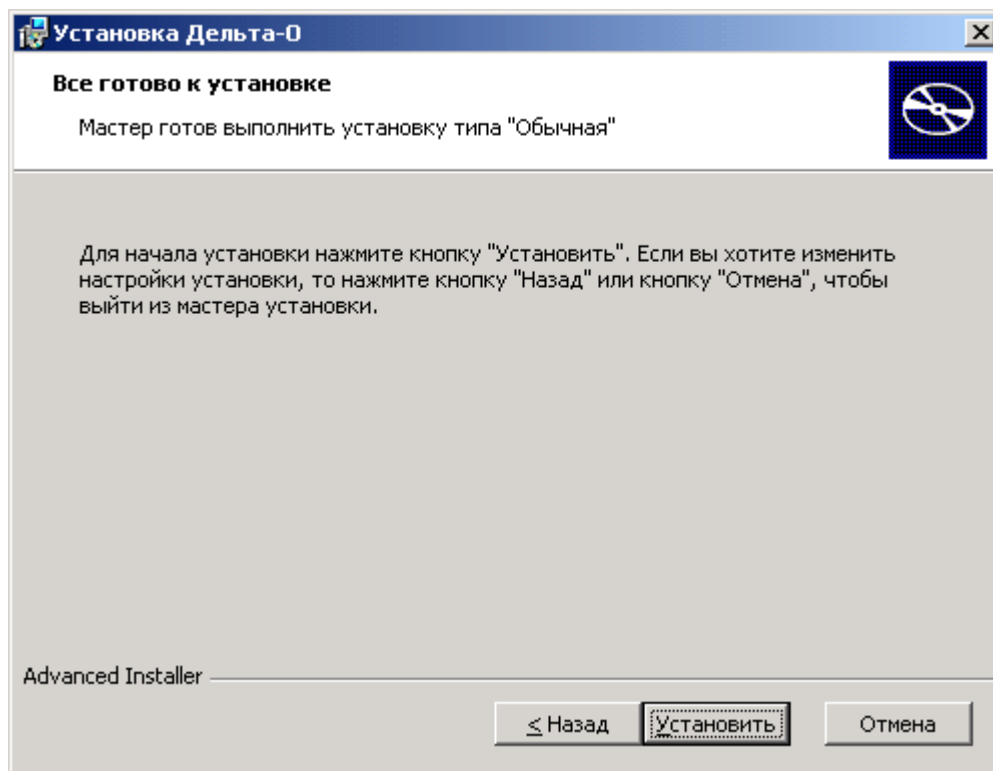 Установка Дельта-О
Все готово к установке
Мастер готов выполнить установку типа "Обычная"
Для начала установки нажмите кнопку "Установить". Если вы хотите изменить
настройки установки, то нажмите кнопку "Назад" или кнопку "Отмена", чтобы
выйти из мастера установки.
Advanced Installer
< Назад
Установить
Отмена